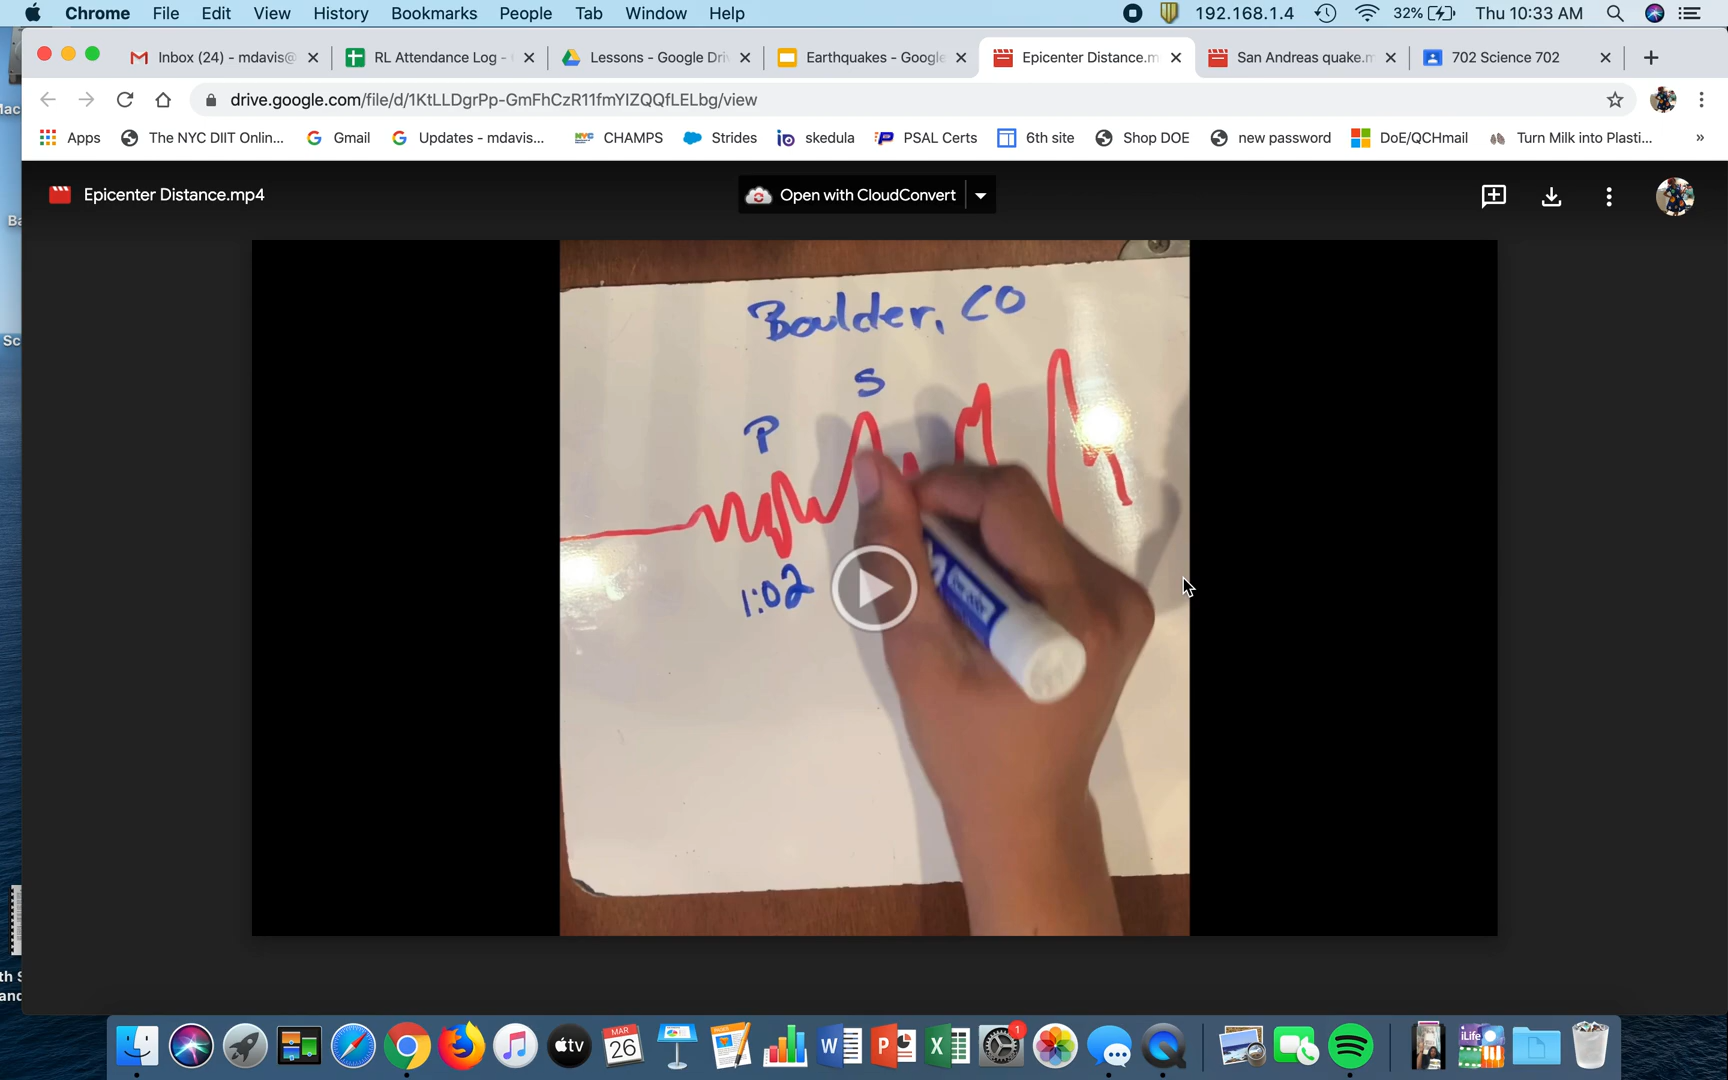 Chrome File Edit View History Bookmarks People Tab Window Help 192.168.1.4 32% Thu 10:33 AM
Inbox (24) - mdavis@ RL Attendance Log - Lessons - Google Dri Earthquakes - Google Epicenter Distance.m San Andreas quake.m 702 Science 702
drive.google.com/file/d/1KtLLDgrPp-GmFhCzR11fmYIZQQfLELbg/view
Apps The NYC DIIT Onlin... Gmail Updates - mdavis... CHAMPS Strides skedula PSAL Certs 6th site Shop DOE new password DoE/QCHmail Turn Milk into Plasti... »
Epicenter Distance.mp4 Open with CloudConvert
Boulder, CO
S
P
1:02
MAR
26
1